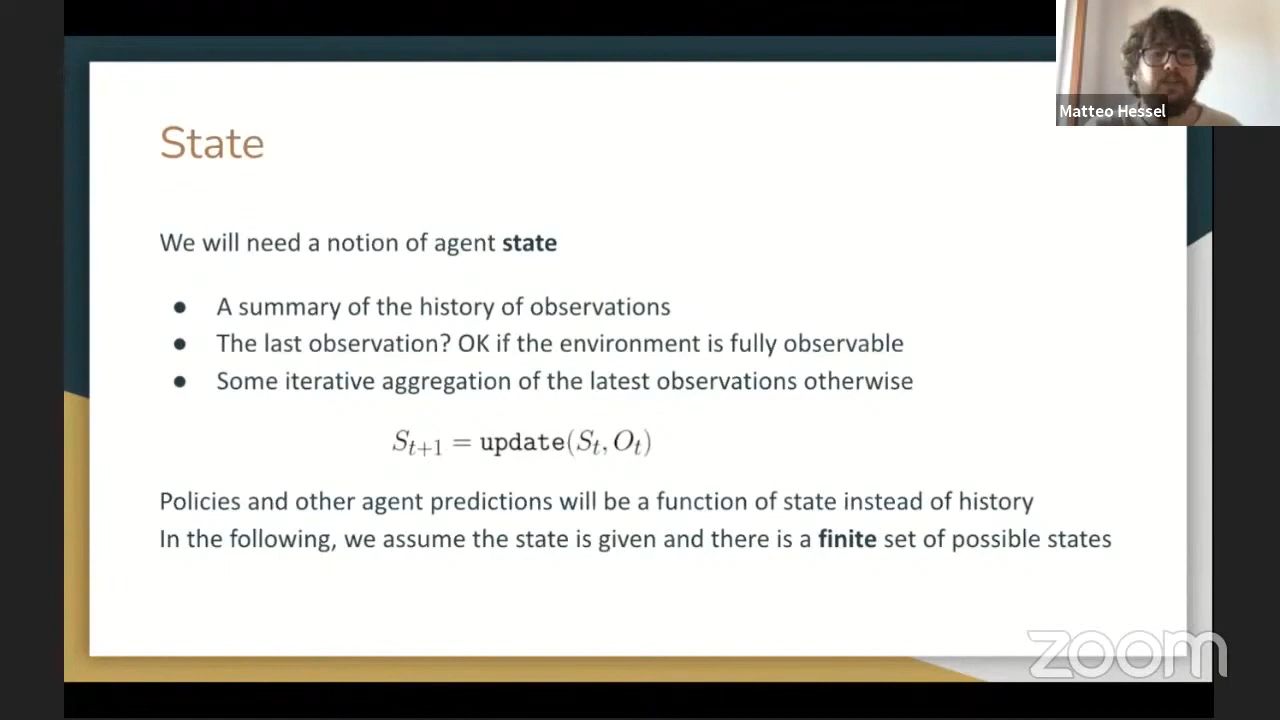 Matteo Hessel
State
We will need a notion of agent state
● A summary of the history of observations
● The last observation? OK if the environment is fully observable
● Some iterative aggregation of the latest observations otherwise
S_{t+1} = update(S_t, O_t)
Policies and other agent predictions will be a function of state instead of history
In the following, we assume the state is given and there is a finite set of possible states
zoom